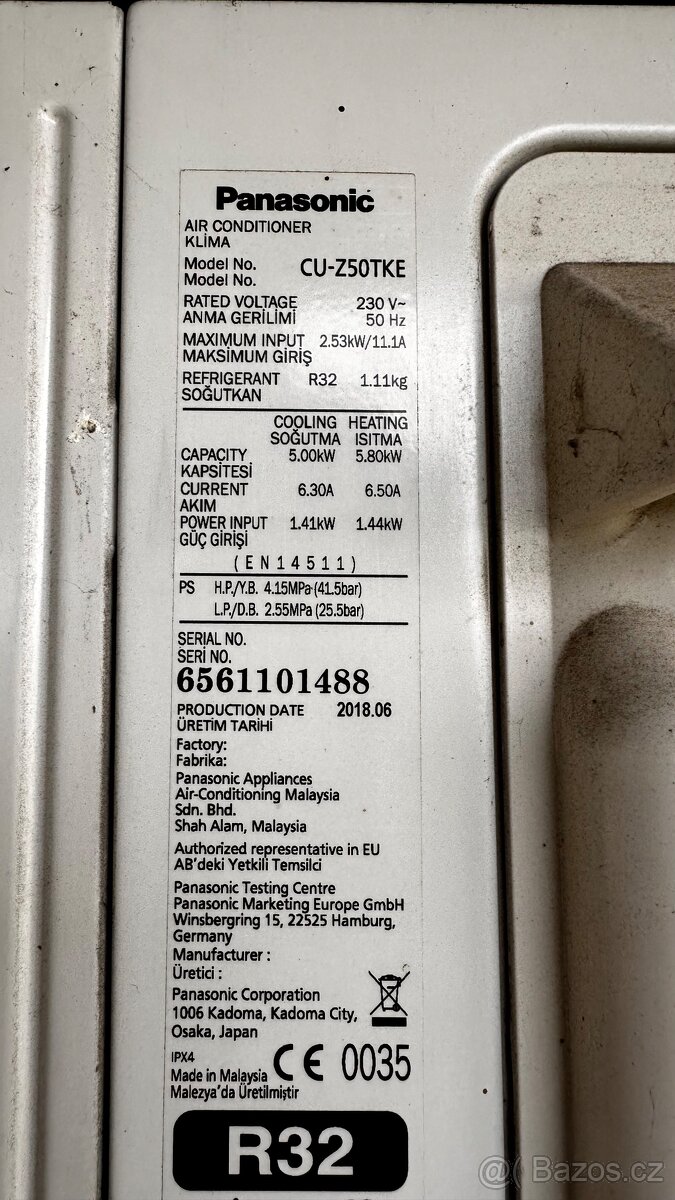 Panasonic
AIR CONDITIONER
KLİMA
Model No. CU-Z50TKE
Model No.
RATED VOLTAGE 230 V~
ANMA GERİLİMİ 50 Hz
MAXIMUM INPUT 2.53kW/11.1A
MAKSİMUM GİRİŞ
REFRIGERANT R32 1.11kg
SOĞUTKAN
COOLING HEATING
SOĞUTMA ISITMA
CAPACITY 5.00kW 5.80kW
KAPSİTESİ
CURRENT 6.30A 6.50A
AKIM
POWER INPUT 1.41kW 1.44kW
GÜÇ GİRİŞİ
(EN14511)
PS H.P./Y.B. 4.15MPa (41.5bar)
L.P./D.B. 2.55MPa (25.5bar)
SERIAL NO.
SERİ NO.
6561101488
PRODUCTION DATE 2018.06
ÜRETİM TARİHİ
Factory:
Fabrika:
Panasonic Appliances
Air-Conditioning Malaysia
Sdn. Bhd.
Shah Alam, Malaysia
Authorized representative in EU
AB'deki Yetkili Temsilci
Panasonic Testing Centre
Panasonic Marketing Europe GmbH
Winsbergring 15, 22525 Hamburg,
Germany
Manufacturer :
Üretici :
Panasonic Corporation
1006 Kadoma, Kadoma City,
Osaka, Japan
IPX4
Made in Malaysia CE 0035
Malezya'da Üretilmiştir
R32
@ Bazos.cz